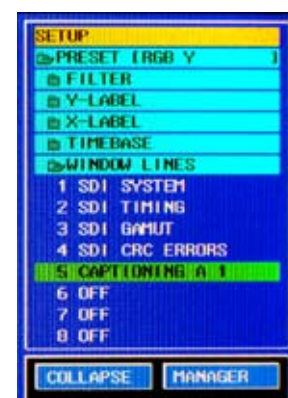 SETUP
PRESET [RGB Y ]
FILTER
Y-LABEL
X-LABEL
TIMEBASE
WINDOW LINES
1 SDI SYSTEM
2 SDI TIMING
3 SDI GAMUT
4 SDI CRC ERRORS
5 CAPTIONING A 1
6 OFF
7 OFF
8 OFF
COLLAPSE MANAGER